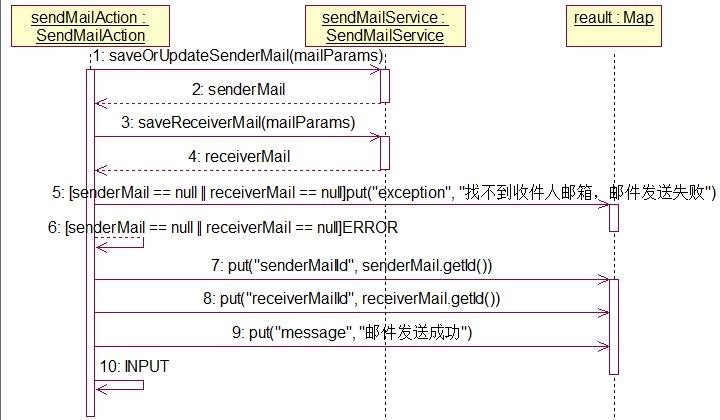 sendMailAction :
SendMailAction
sendMailService :
SendMailService
reault : Map
1: saveOrUpdateSenderMail(mailParams)
2: senderMail
3: saveReceiverMail(mailParams)
4: receiverMail
5: [senderMail == null || receiverMail == null]put("exception", "找不到收件人邮箱，邮件发送失败")
6: [senderMail == null || receiverMail == null]ERROR
7: put("senderMailId", senderMail.getId())
8: put("receiverMailId", receiverMail.getId())
9: put("message", "邮件发送成功")
10: INPUT